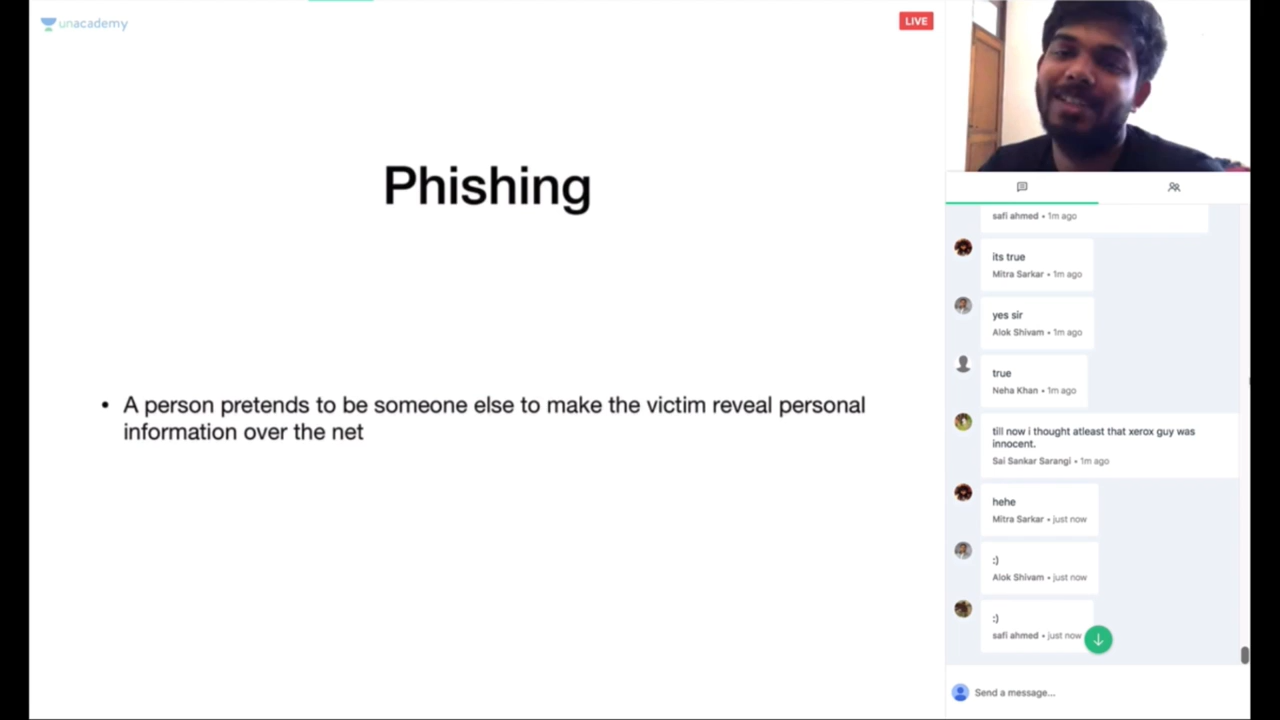 unacademy
LIVE
Phishing
• A person pretends to be someone else to make the victim reveal personal
information over the net
safi ahmed • 1m ago
its true
Mitra Sarkar • 1m ago
yes sir
Alok Shivam • 1m ago
true
Neha Khan • 1m ago
till now i thought atleast that xerox guy was
innocent.
Sai Sankar Sarangi • 1m ago
hehe
Mitra Sarkar • just now
:)
Alok Shivam • just now
:)
safi ahmed • just now
Send a message...